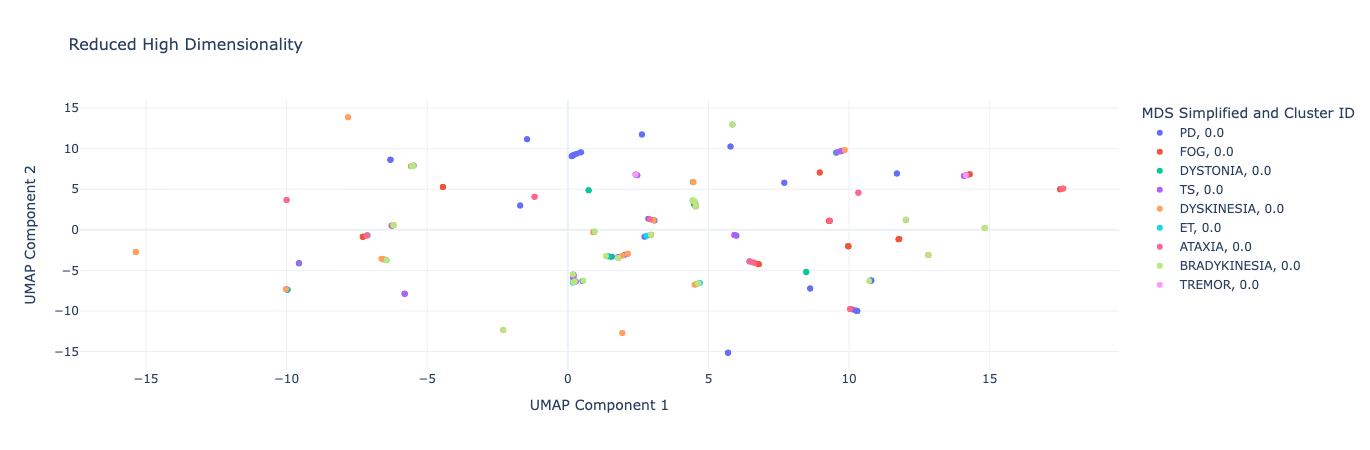 Reduced High Dimensionality
MDS Simplified and Cluster ID
PD, 0.0
FOG, 0.0
DYSTONIA, 0.0
TS, 0.0
DYSKINESIA, 0.0
ET, 0.0
ATAXIA, 0.0
BRADYKINESIA, 0.0
TREMOR, 0.0
UMAP Component 2
15
10
5
0
−5
−10
−15
−15
−10
−5
0
5
10
15
UMAP Component 1